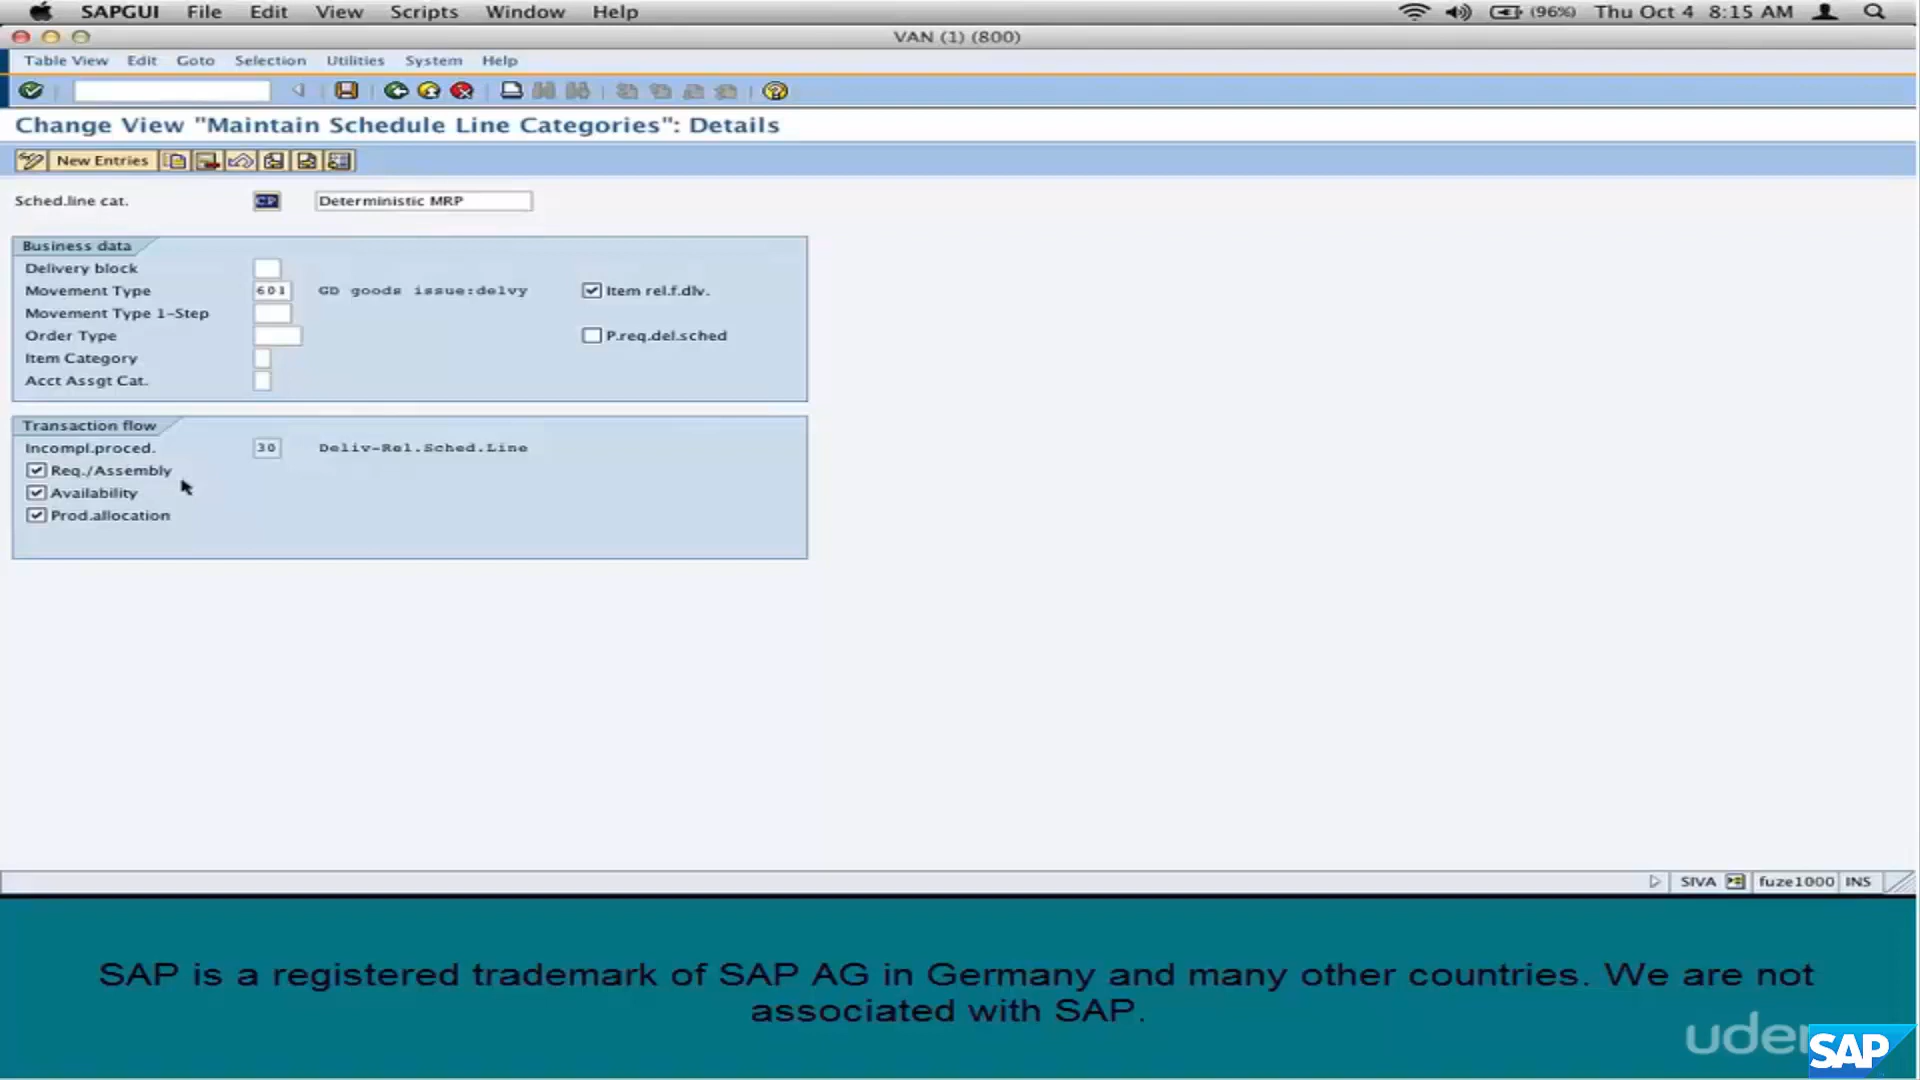 SAPGUI File Edit View Scripts Window Help (96%) Thu Oct 4 8:15 AM
VAN (1) (800)
Table View Edit Goto Selection Utilities System Help
Change View "Maintain Schedule Line Categories": Details
New Entries
Sched.line cat. CP Deterministic MRP
Business data
Delivery block
Movement Type 601 GD goods issue:delvy Item rel.f.dlv.
Movement Type 1-Step
Order Type P.req.del.sched
Item Category
Acct Assgt Cat.
Transaction flow
Incompl.proced. 30 Deliv-Rel.Sched.Line
Req./Assembly
Availability
Prod.allocation
SIVA fuze1000 INS
SAP is a registered trademark of SAP AG in Germany and many other countries. We are not
associated with SAP.
SAP